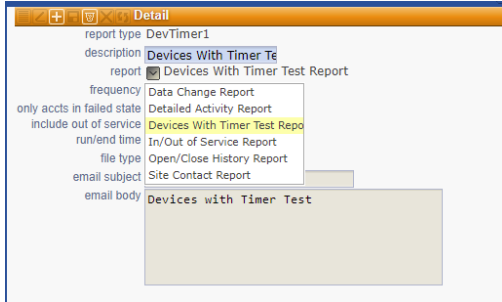 Detail
report type DevTimer1
description Devices With Timer Te
report Devices With Timer Test Report
frequency Data Change Report
only accts in failed state Detailed Activity Report
include out of service Devices With Timer Test Repo
run/end time In/Out of Service Report
file type Open/Close History Report
email subject Site Contact Report
email body Devices with Timer Test